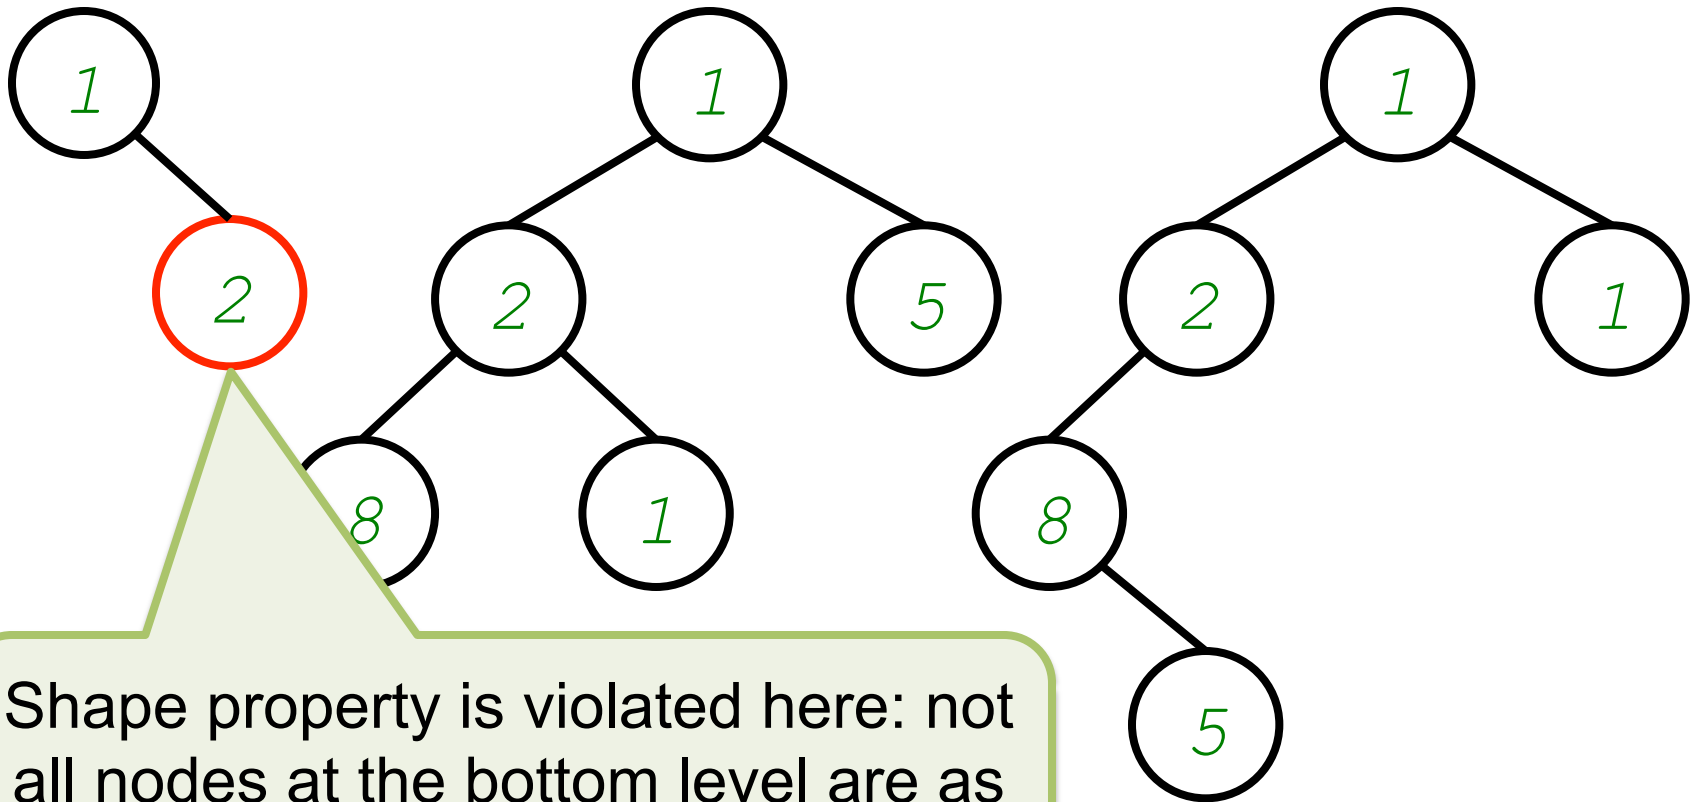 1 1 1
2 2 5 2 1
8 1 8
Shape property is violated here: not
5
all nodes at the bottom level are as